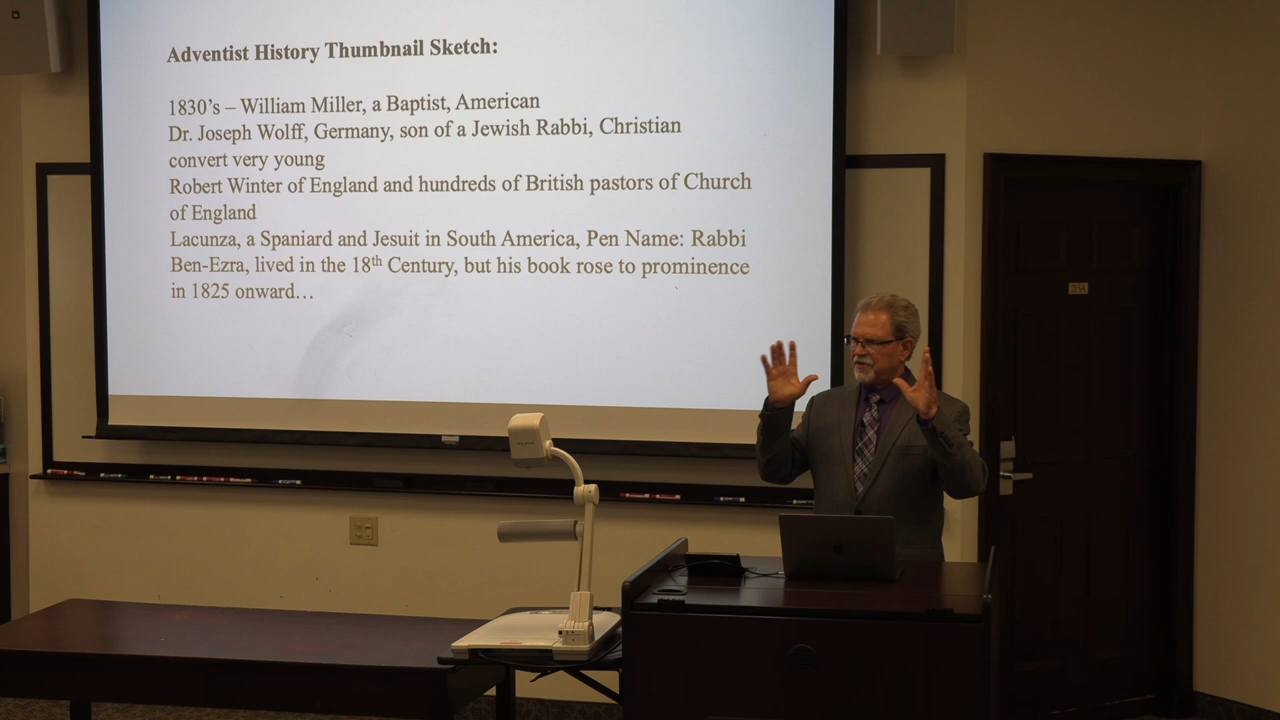 Adventist History Thumbnail Sketch:
1830's – William Miller, a Baptist, American
Dr. Joseph Wolff, Germany, son of a Jewish Rabbi, Christian
convert very young
Robert Winter of England and hundreds of British pastors of Church
of England
Lacunza, a Spaniard and Jesuit in South America, Pen Name: Rabbi
Ben-Ezra, lived in the 18th Century, but his book rose to prominence
in 1825 onward…